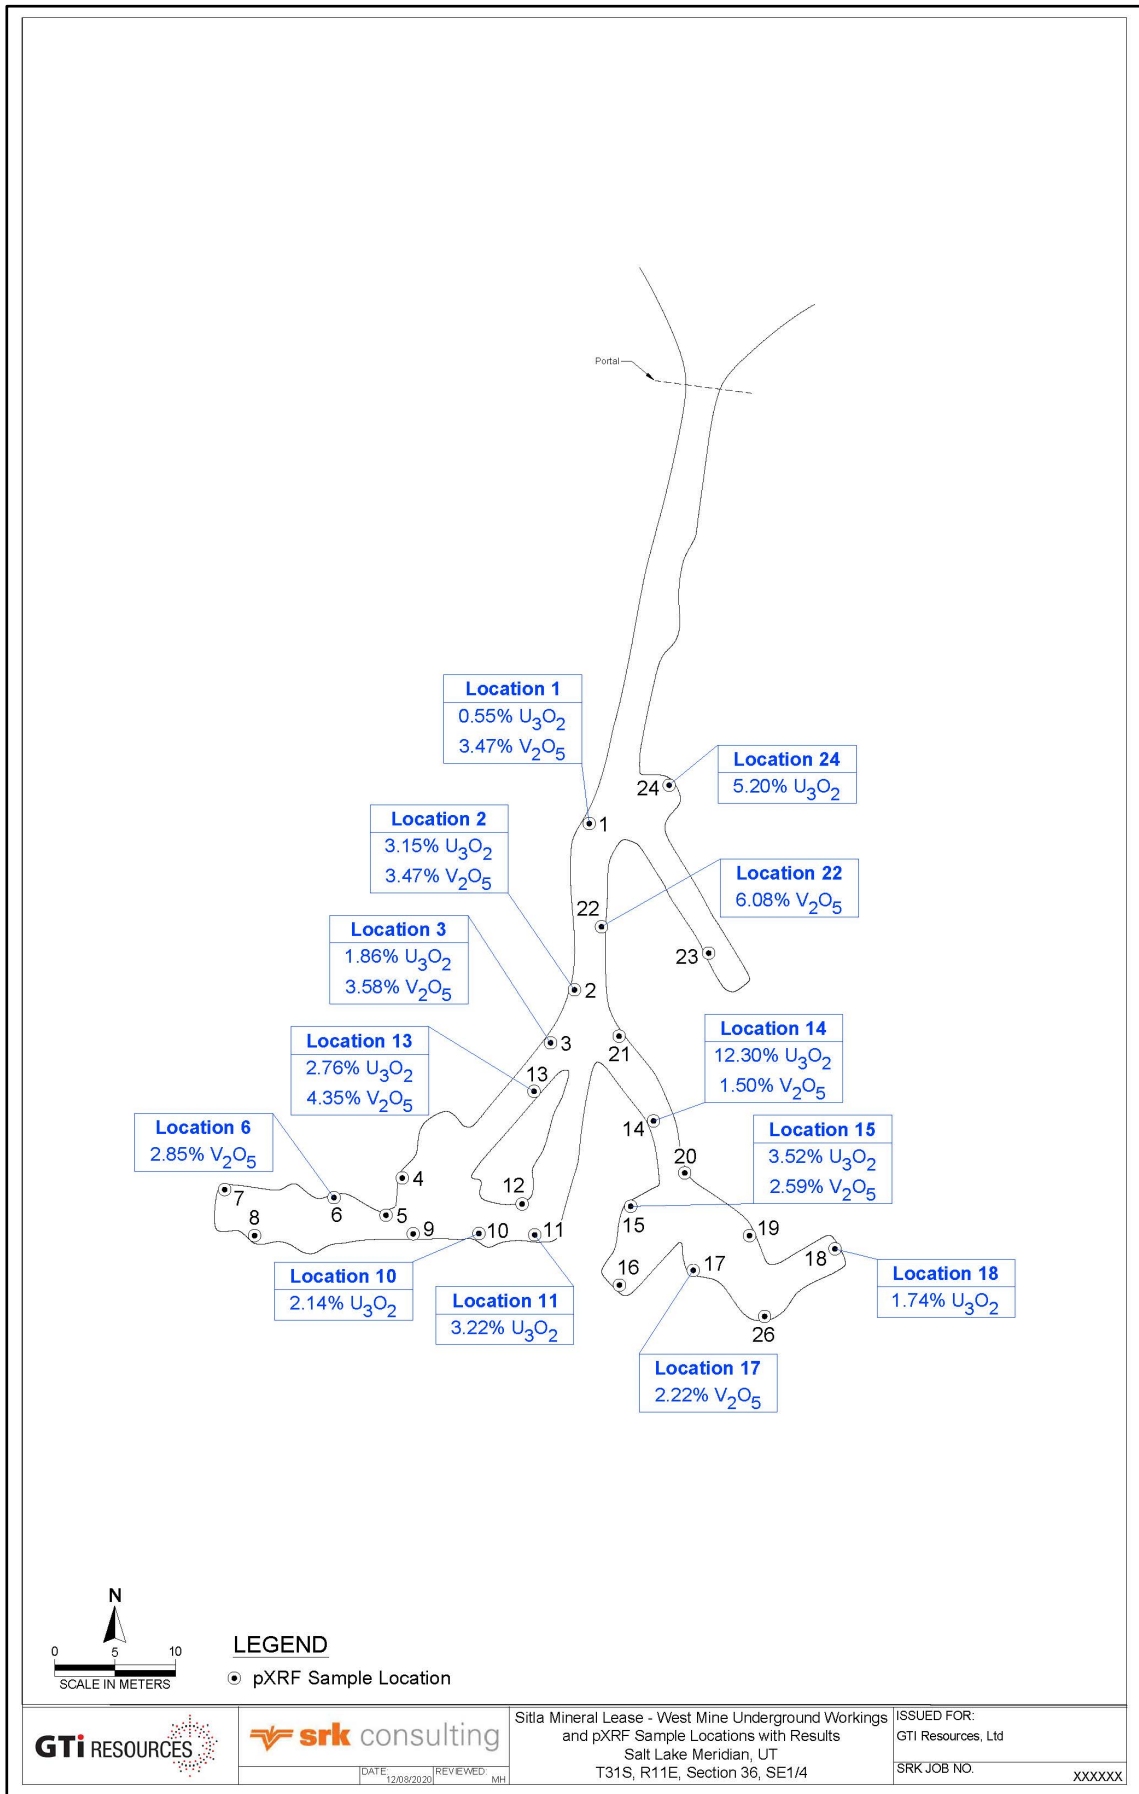 Portal
Location 1
0.55% U3O2
3.47% V2O5
Location 24
5.20% U3O2
24
1
Location 2
3.15% U3O2
3.47% V2O5
Location 22
6.08% V2O5
22
Location 3
1.86% U3O2
3.58% V2O5
23
2
3
21
Location 14
12.30% U3O2
1.50% V2O5
Location 13
2.76% U3O2
4.35% V2O5
13
14
Location 15
3.52% U3O2
2.59% V2O5
Location 6
2.85% V2O5
20
4
7
6
5
12
15
8
9
10
11
19
18
16
17
Location 10
2.14% U3O2
Location 11
3.22% U3O2
Location 18
1.74% U3O2
26
Location 17
2.22% V2O5
N
0 5 10
SCALE IN METERS
LEGEND
pXRF Sample Location
GTi RESOURCES
srk consulting
DATE: 12/08/2020 REVIEWED: MH
Sitla Mineral Lease - West Mine Underground Workings
and pXRF Sample Locations with Results
Salt Lake Meridian, UT
T31S, R11E, Section 36, SE1/4
ISSUED FOR:
GTI Resources, Ltd
SRK JOB NO.
XXXXXX